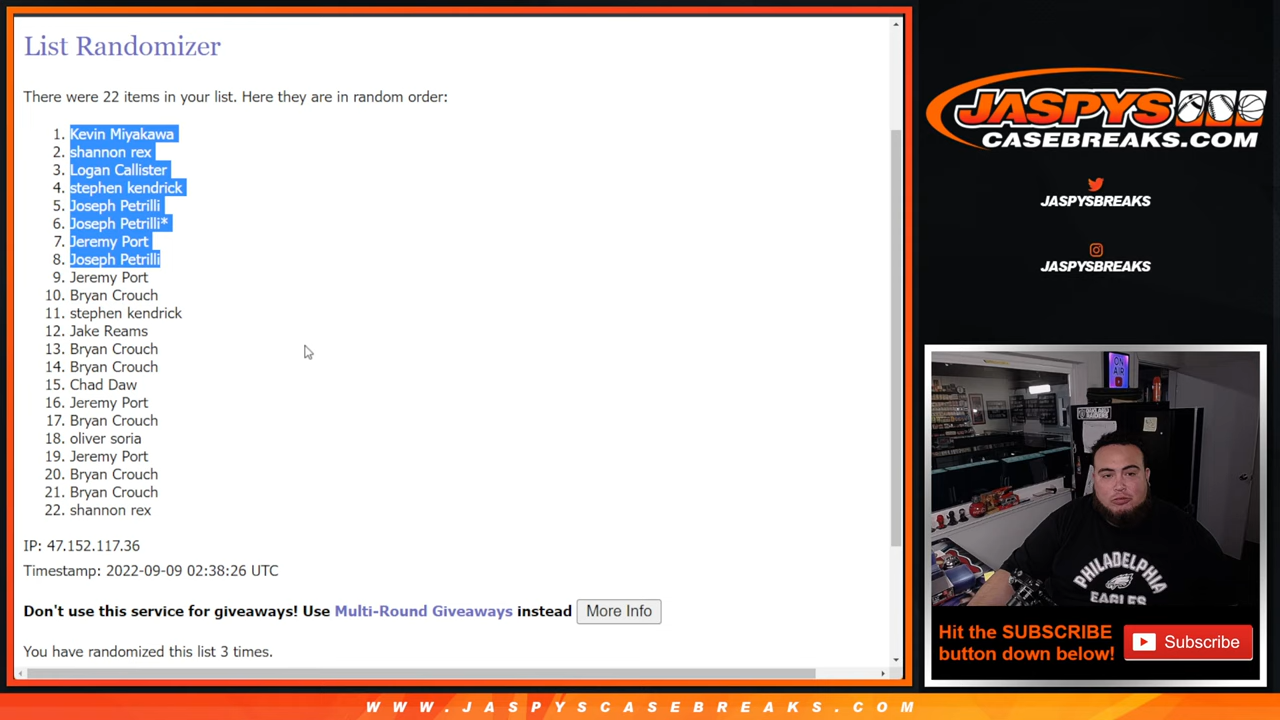 List Randomizer
There were 22 items in your list. Here they are in random order:
1. Kevin Miyakawa
2. shannon rex
3. Logan Callister
4. stephen kendrick
5. Joseph Petrilli
6. Joseph Petrilli*
7. Jeremy Port
8. Joseph Petrilli
9. Jeremy Port
10. Bryan Crouch
11. stephen kendrick
12. Jake Reams
13. Bryan Crouch
14. Bryan Crouch
15. Chad Daw
16. Jeremy Port
17. Bryan Crouch
18. oliver soria
19. Jeremy Port
20. Bryan Crouch
21. Bryan Crouch
22. shannon rex
IP: 47.152.117.36
Timestamp: 2022-09-09 02:38:26 UTC
Don't use this service for giveaways! Use Multi-Round Giveaways instead More Info
You have randomized this list 3 times.
JASPYS
CASEBREAKS.COM
JASPYSBREAKS
JASPYSBREAKS
ON
AIR
PHILADELPHIA
EAGLES
Hit the SUBSCRIBE
button down below!
Subscribe
WWW.JASPYSCASEBREAKS.COM